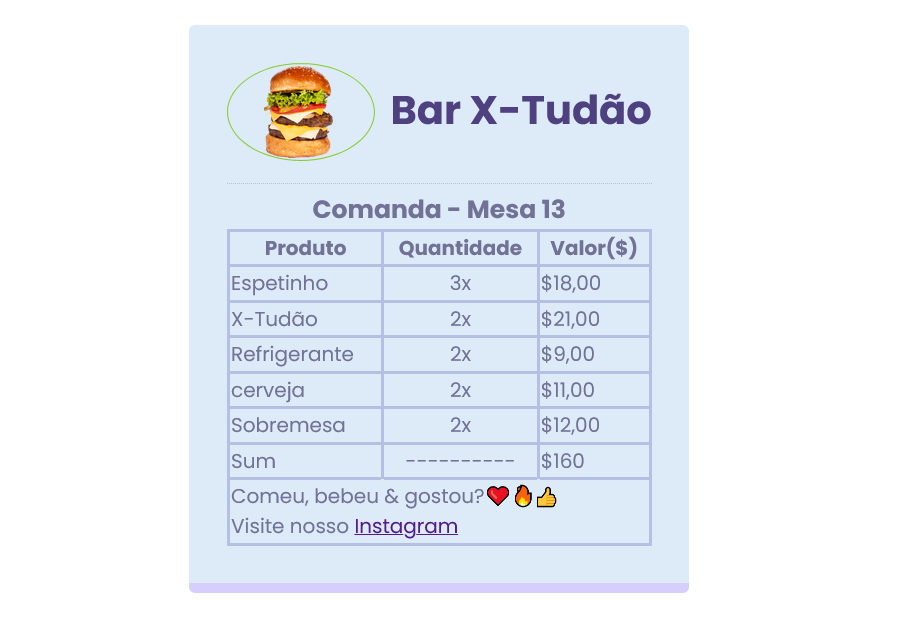 Bar X-Tudão
Comanda - Mesa 13
Produto Quantidade Valor($)
Espetinho 3x $18,00
X-Tudão 2x $21,00
Refrigerante 2x $9,00
cerveja 2x $11,00
Sobremesa 2x $12,00
Sum ---------- $160
Comeu, bebeu & gostou?❤️🔥👍
Visite nosso Instagram